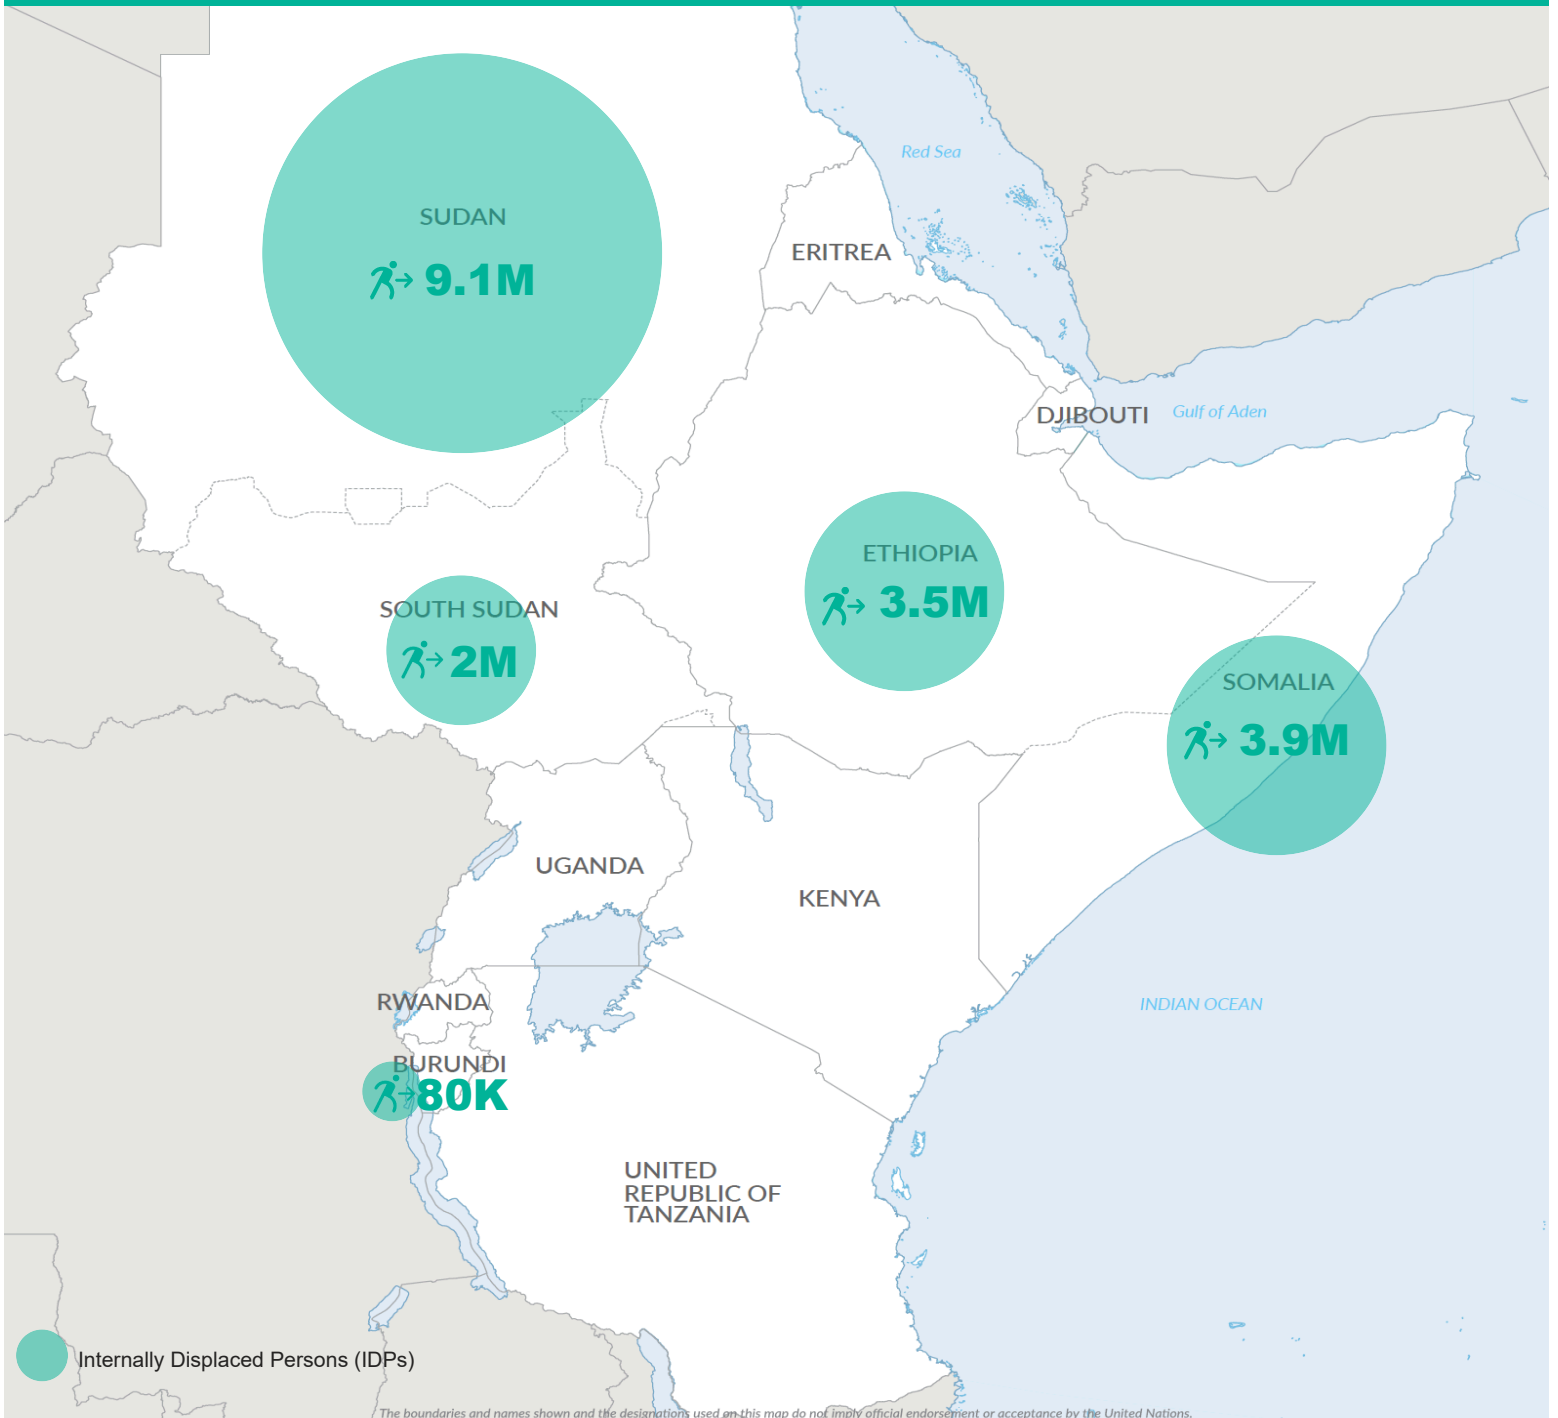 Red Sea
SUDAN
9.1M
ERITREA
DJIBOUTI
Gulf of Aden
ETHIOPIA
3.5M
SOUTH SUDAN
2M
SOMALIA
3.9M
UGANDA
KENYA
RWANDA
INDIAN OCEAN
BURUNDI
80K
UNITED
REPUBLIC OF
TANZANIA
Internally Displaced Persons (IDPs)
The boundaries and names shown and the designations used on this map do not imply official endorsement or acceptance by the United Nations.